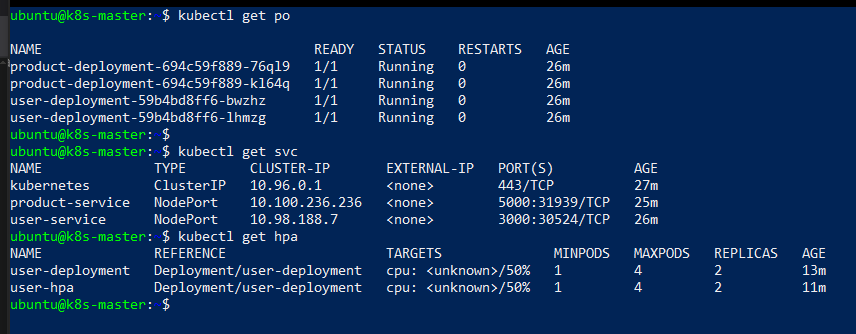 ubuntu@k8s-master:~$ kubectl get po
NAME READY STATUS RESTARTS AGE
product-deployment-694c59f889-76ql9 1/1 Running 0 26m
product-deployment-694c59f889-kl64q 1/1 Running 0 26m
user-deployment-59b4bd8ff6-bwzhz 1/1 Running 0 26m
user-deployment-59b4bd8ff6-lhmzg 1/1 Running 0 26m
ubuntu@k8s-master:~$
ubuntu@k8s-master:~$ kubectl get svc
NAME TYPE CLUSTER-IP EXTERNAL-IP PORT(S) AGE
kubernetes ClusterIP 10.96.0.1 <none> 443/TCP 27m
product-service NodePort 10.100.236.236 <none> 5000:31939/TCP 25m
user-service NodePort 10.98.188.7 <none> 3000:30524/TCP 26m
ubuntu@k8s-master:~$ kubectl get hpa
NAME REFERENCE TARGETS MINPODS MAXPODS REPLICAS AGE
user-deployment Deployment/user-deployment cpu: <unknown>/50% 1 4 2 13m
user-hpa Deployment/user-deployment cpu: <unknown>/50% 1 4 2 11m
ubuntu@k8s-master:~$